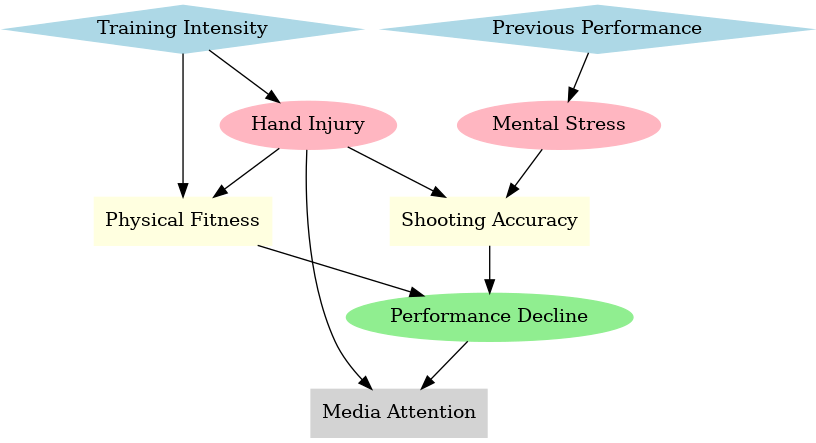 Training Intensity
Previous Performance
Hand Injury
Mental Stress
Physical Fitness
Shooting Accuracy
Performance Decline
Media Attention